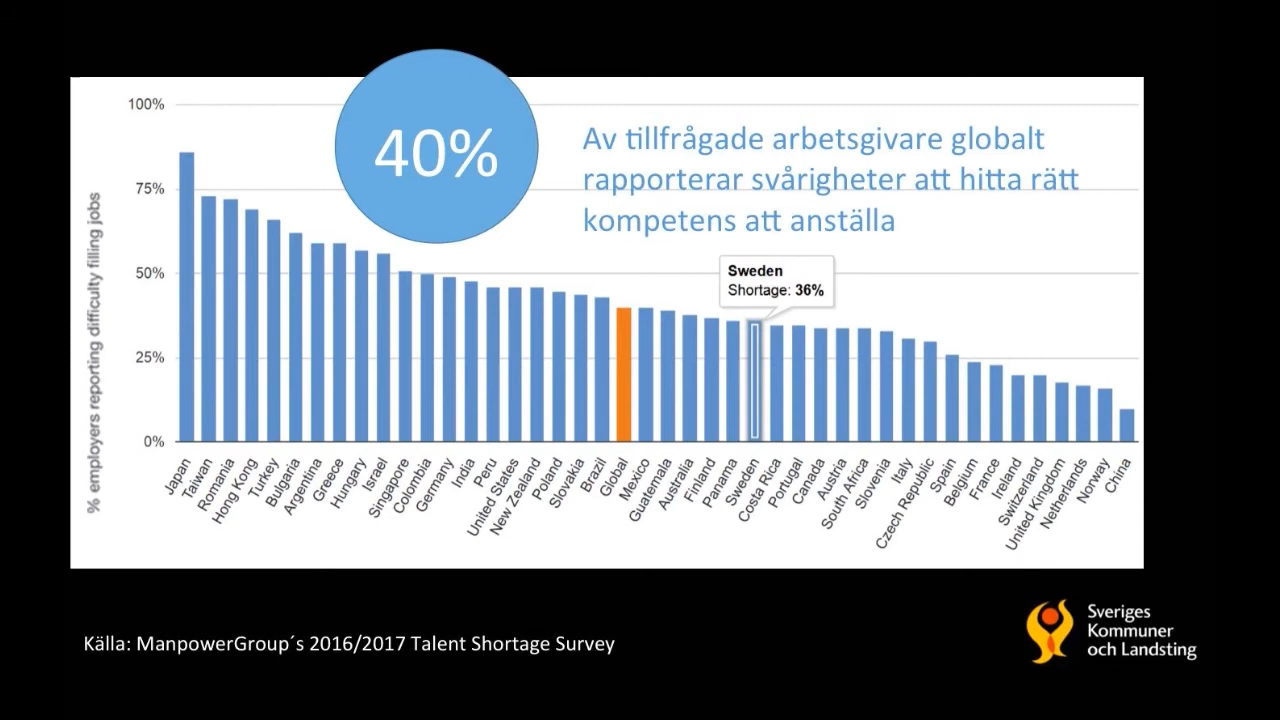 40%
Av tillfrågade arbetsgivare globalt
rapporterar svårigheter att hitta rätt
kompetens att anställa
Sweden
Shortage: 36%
% employers reporting difficulty filling jobs
100%
75%
50%
25%
0%
Japan
Taiwan
Romania
Hong Kong
Turkey
Bulgaria
Argentina
Greece
Hungary
Israel
Singapore
Colombia
Germany
India
Peru
United States
New Zealand
Poland
Slovakia
Brazil
Global
Mexico
Guatemala
Australia
Finland
Panama
Sweden
Costa Rica
Portugal
Canada
Austria
South Africa
Slovenia
Italy
Czech Republic
Spain
Belgium
France
Ireland
Switzerland
United Kingdom
Netherlands
Norway
China
Källa: ManpowerGroup´s 2016/2017 Talent Shortage Survey
Sveriges
Kommuner
och Landsting